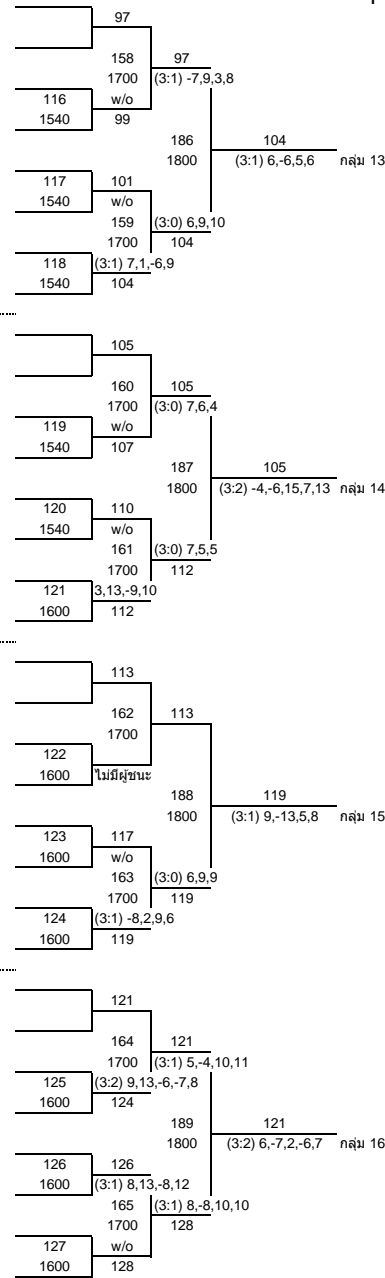 97
158 97
1700 (3:1) -7,9,3,8
116 w/o
1540 99
186 104
1800 (3:1) 6,-6,5,6 กลุ่ม 13
117 101
1540 w/o
159 (3:0) 6,9,10
1700 104
118 (3:1) 7,1,-6,9
1540 104
105
160 105
1700 (3:0) 7,6,4
119 w/o
1540 107
187 105
1800 (3:2) -4,-6,15,7,13 กลุ่ม 14
120 110
1540 w/o
161 (3:0) 7,5,5
1700 112
121 3,13,-9,10
1600 112
113
162 113
1700
122
1600 ไม่มีผู้ชนะ
188 119
1800 (3:1) 9,-13,5,8 กลุ่ม 15
123 117
1600 w/o
163 (3:0) 6,9,9
1700 119
124 (3:1) -8,2,9,6
1600 119
121
164 121
1700 (3:1) 5,-4,10,11
125 (3:2) 9,13,-6,-7,8
1600 124
189 121
1800 (3:2) 6,-7,2,-6,7 กลุ่ม 16
126 126
1600 (3:1) 8,13,-8,12
165 (3:1) 8,-8,10,10
1700 128
127 w/o
1600 128